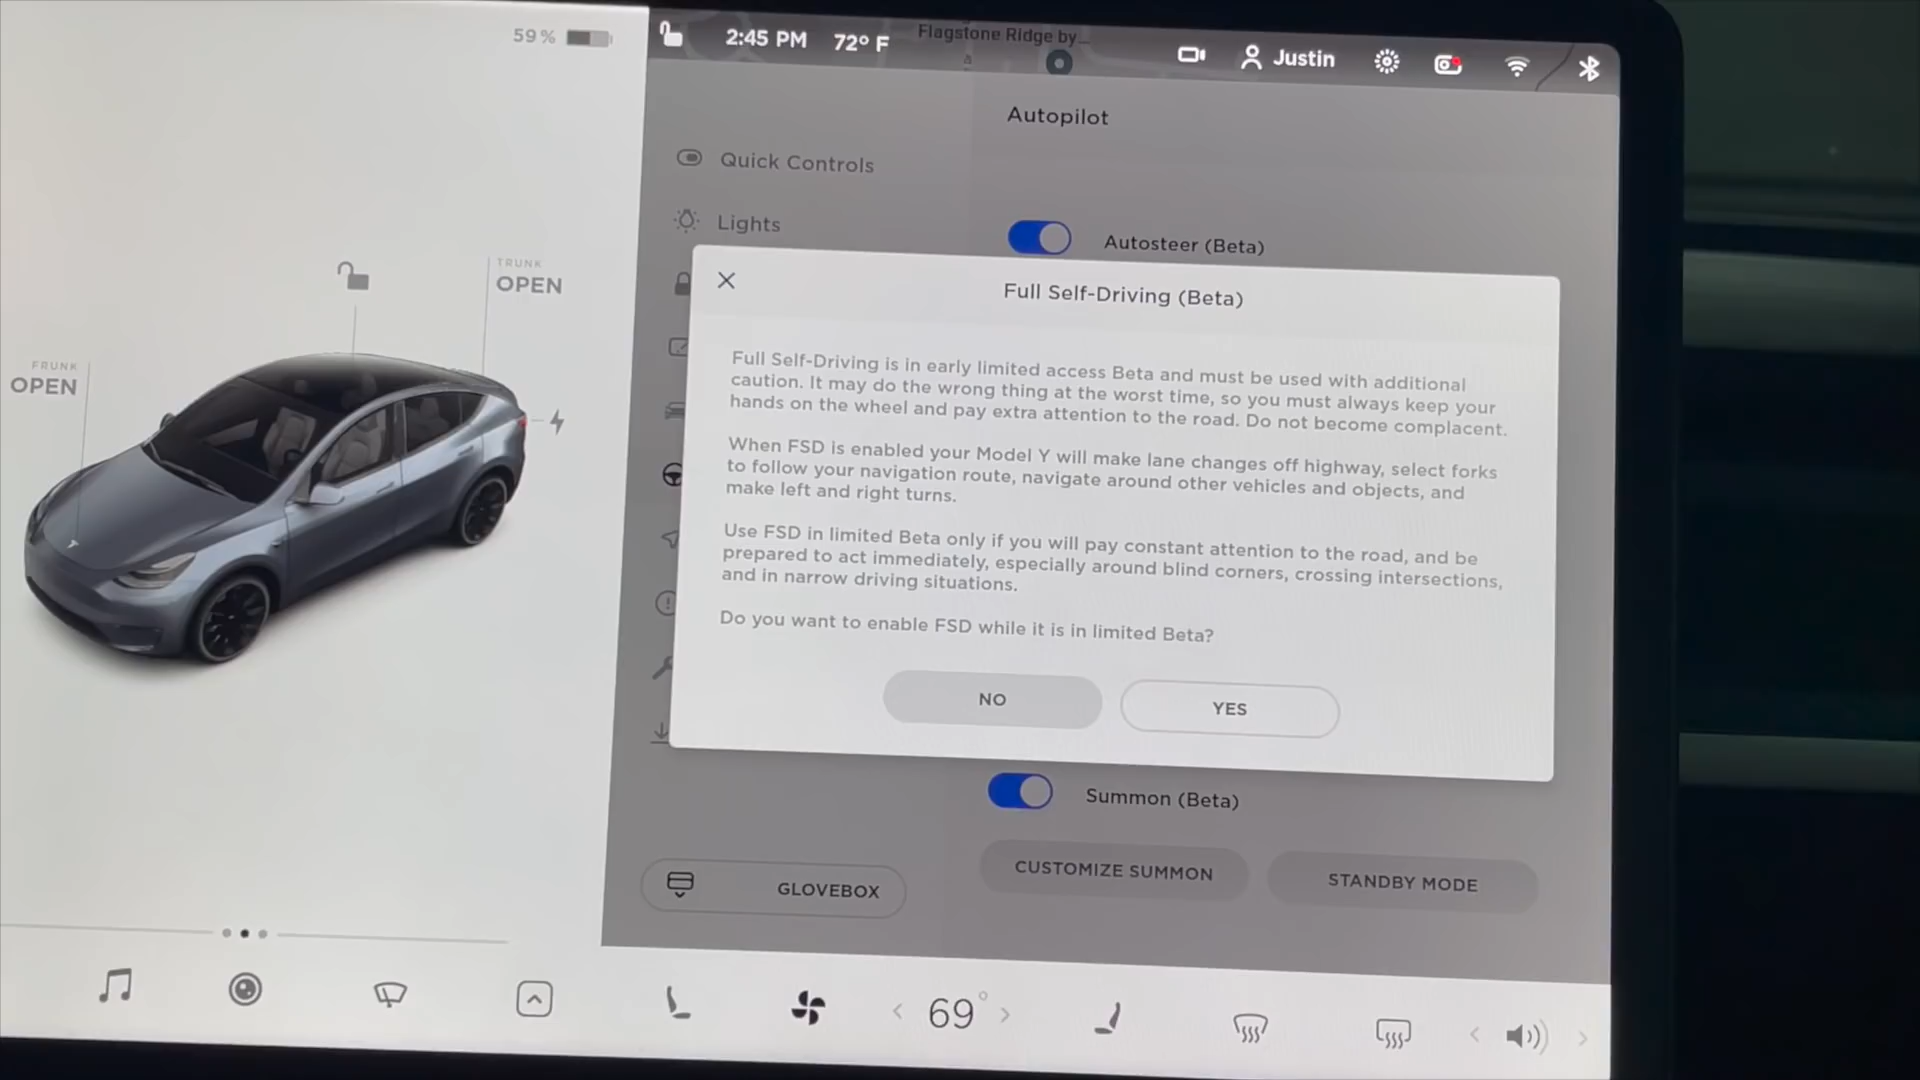 59 %
2:45 PM 72° F
Flagstone Ridge by...
Justin
Autopilot
Quick Controls
Lights
Autosteer (Beta)
TRUNK
OPEN
FRUNK
OPEN
Full Self-Driving (Beta)
Full Self-Driving is in early limited access Beta and must be used with additional
caution. It may do the wrong thing at the worst time, so you must always keep your
hands on the wheel and pay extra attention to the road. Do not become complacent.
When FSD is enabled your Model Y will make lane changes off highway, select forks
to follow your navigation route, navigate around other vehicles and objects, and
make left and right turns.
Use FSD in limited Beta only if you will pay constant attention to the road, and be
prepared to act immediately, especially around blind corners, crossing intersections,
and in narrow driving situations.
Do you want to enable FSD while it is in limited Beta?
NO YES
Summon (Beta)
CUSTOMIZE SUMMON STANDBY MODE
GLOVEBOX
69°